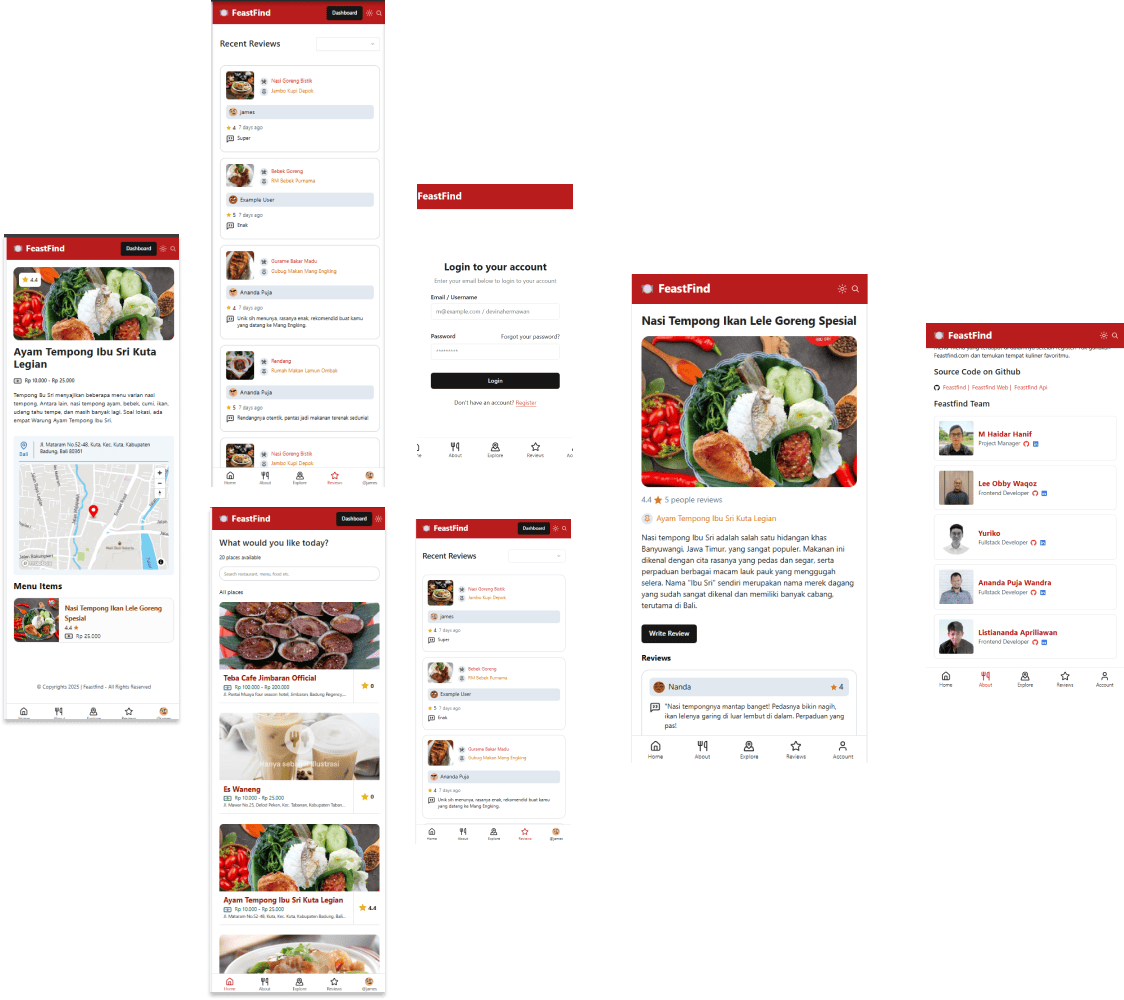 FeastFind
Dashboard
4.4
Ayam Tempong Ibu Sri Kuta
Legian
Rp 10.000 - Rp 25.000
Tempong Bu Sri menyajikan beberapa menu varian nasi
tempong. Antara lain, nasi tempong ayam, bebek, cumi, ikan,
udang tahu tempe, dan masih banyak lagi. Soal lokasi, ada
empat Warung Ayam Tempong Ibu Sri.
Bali
Jl. Mataram No.52-48, Kuta, Kec. Kuta, Kabupaten
Badung, Bali 80361
Menu Items
Nasi Tempong Ikan Lele Goreng
Spesial
4.4
Rp 25.000
© Copyrights 2025 | Feastfind - All Rights Reserved
Home
About
Explore
Reviews
@james
FeastFind
Dashboard
Recent Reviews
Nasi Goreng Bistik
Jambo Kupi Depok
james
4 7 days ago
Super
Bebek Goreng
RM Bebek Purnama
Example User
5 7 days ago
Enak
Gurame Bakar Madu
Gubug Makan Mang Engking
Ananda Puja
4 7 days ago
Unik sih menunya, rasanya enak, rekomendid buat kamu
yang datang ke Mang Engking.
Rendang
Rumah Makan Lamun Ombak
Ananda Puja
5 7 days ago
Rendangnya otentik, pantas jadi makanan terenak sedunia!
Nasi Goreng Bistik
Jambo Kupi Depok
Home
About
Explore
Reviews
@james
FeastFind
Dashboard
What would you like today?
20 places available
Search restaurant, menu, food etc.
All places
Teba Cafe Jimbaran Official
Rp 100.000 - Rp 200.000
Jl. Pantai Muaya four season hotel, Jimbaran, Badung Regency,...
0
Es Waneng
Rp 10.000 - Rp 25.000
0
Ayam Tempong Ibu Sri Kuta Legian
Rp 10.000 - Rp 25.000
Jl. Mataram No.52-48, Kuta, Kec. Kuta, Kabupaten Badung, Bali...
4.4
Home
About
Explore
Reviews
@james
FeastFind
Login to your account
Enter your email below to login to your account
Email / Username
m@example.com / devinahermawan
Password
Forgot your password?
Login
Don't have an account? Register
About
Explore
Reviews
FeastFind
Dashboard
Recent Reviews
Nasi Goreng Bistik
Jambo Kupi Depok
james
4 7 days ago
Super
Bebek Goreng
RM Bebek Purnama
Example User
5 7 days ago
Enak
Gurame Bakar Madu
Gubug Makan Mang Engking
Ananda Puja
4 7 days ago
Unik sih menunya, rasanya enak, rekomendid buat kamu
yang datang ke Mang Engking.
Home
About
Explore
Reviews
@james
FeastFind
Nasi Tempong Ikan Lele Goreng Spesial
4.4 5 people reviews
Ayam Tempong Ibu Sri Kuta Legian
Nasi tempong Ibu Sri adalah salah satu hidangan khas
Banyuwangi, Jawa Timur, yang sangat populer. Makanan ini
dikenal dengan cita rasanya yang pedas dan segar, serta
perpaduan berbagai macam lauk pauk yang menggugah
selera. Nama "Ibu Sri" sendiri merupakan nama merek dagang
yang sudah sangat dikenal dan memiliki banyak cabang,
terutama di Bali.
Write Review
Reviews
Nanda
4
"Nasi tempongnya mantap banget! Pedasnya bikin nagih,
ikan lelenya garing di luar lembut di dalam. Perpaduan yang
pas!
Home
About
Explore
Reviews
Account
FeastFind
Feastfind.com dan temukan tempat kuliner favoritmu.
Source Code on Github
Feastfind | Feastfind Web | Feastfind Api
Feastfind Team
M Haidar Hanif
Project Manager
Lee Obby Waqoz
Frontend Developer
Yuriko
Fullstack Developer
Ananda Puja Wandra
Fullstack Developer
Listiananda Apriliawan
Frontend Developer
Home
About
Explore
Reviews
Account